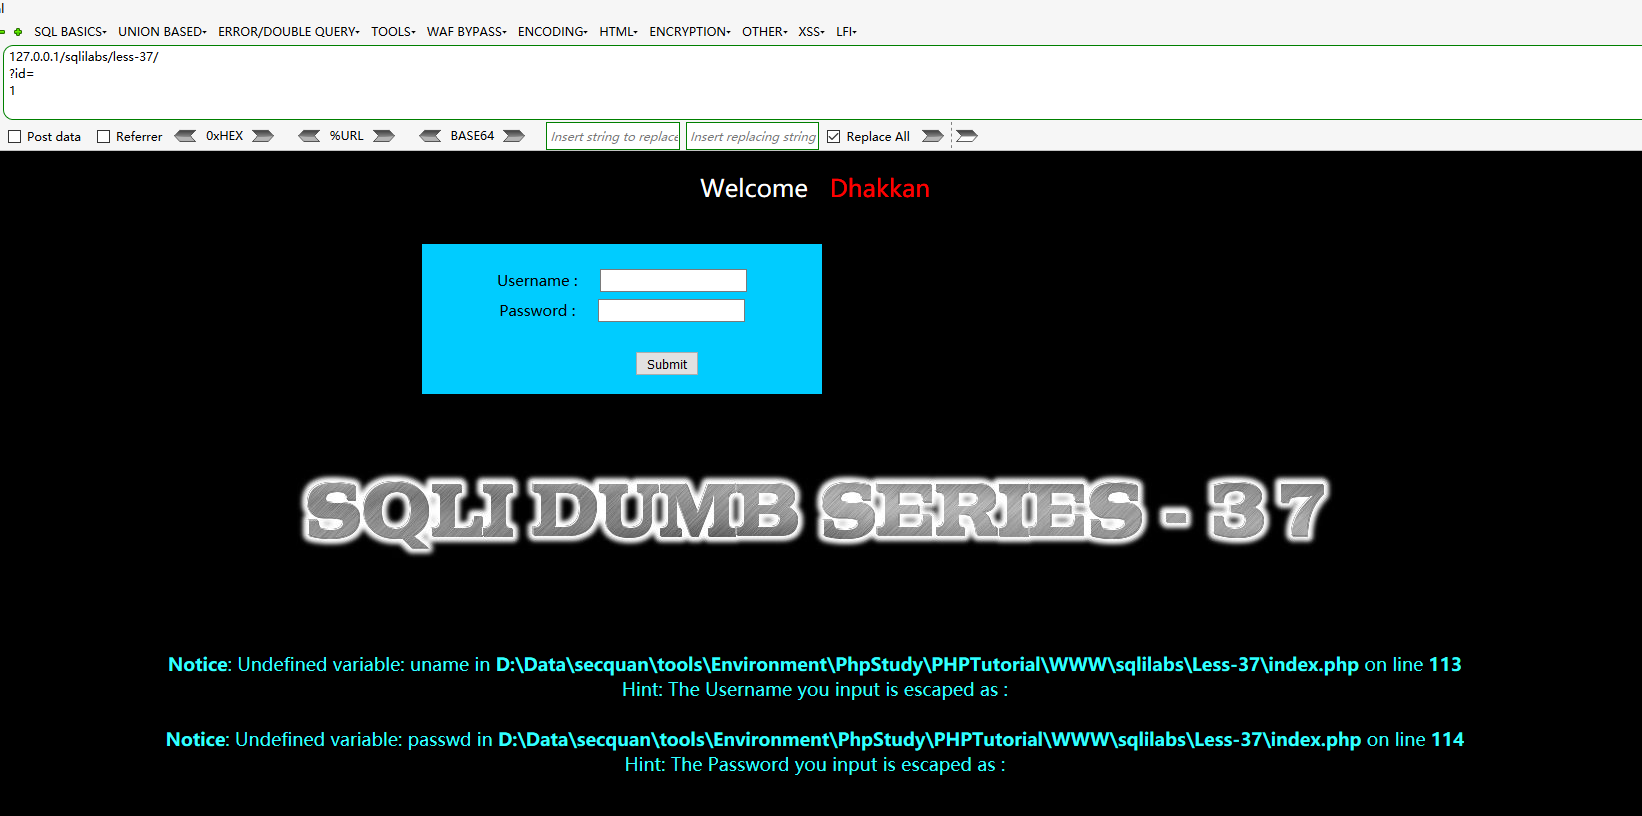 SQL BASICS▾ UNION BASED▾ ERROR/DOUBLE QUERY▾ TOOLS▾ WAF BYPASS▾ ENCODING▾ HTML▾ ENCRYPTION▾ OTHER▾ XSS▾ LFI▾
127.0.0.1/sqlilabs/less-37/
?id=
1
Post data Referrer 0xHEX %URL BASE64 Insert string to replace Insert replacing string Replace All
Welcome Dhakkan
Username :
Password :
Submit
SQLI DUMB SERIES - 37
Notice: Undefined variable: uname in D:\Data\secquan\tools\Environment\PhpStudy\PHPTutorial\WWW\sqlilabs\Less-37\index.php on line 113
Hint: The Username you input is escaped as :
Notice: Undefined variable: passwd in D:\Data\secquan\tools\Environment\PhpStudy\PHPTutorial\WWW\sqlilabs\Less-37\index.php on line 114
Hint: The Password you input is escaped as :